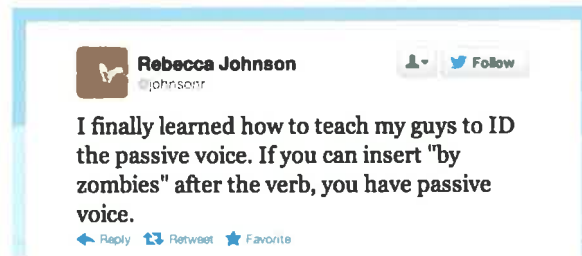 Rebecca Johnson
@johnsonr
Follow
I finally learned how to teach my guys to ID
the passive voice. If you can insert "by
zombies" after the verb, you have passive
voice.
Reply Retweet Favorite